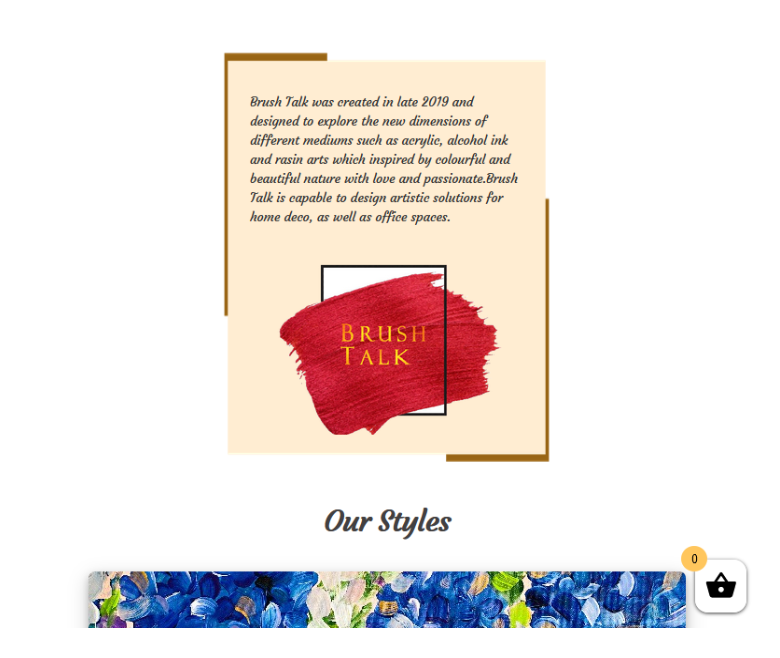 Brush Talk was created in late 2019 and
designed to explore the new dimensions of
different mediums such as acrylic, alcohol ink
and rasin arts which inspired by colourful and
beautiful nature with love and passionate.Brush
Talk is capable to design artistic solutions for
home deco, as well as office spaces.
BRUSH
TALK
Our Styles
0